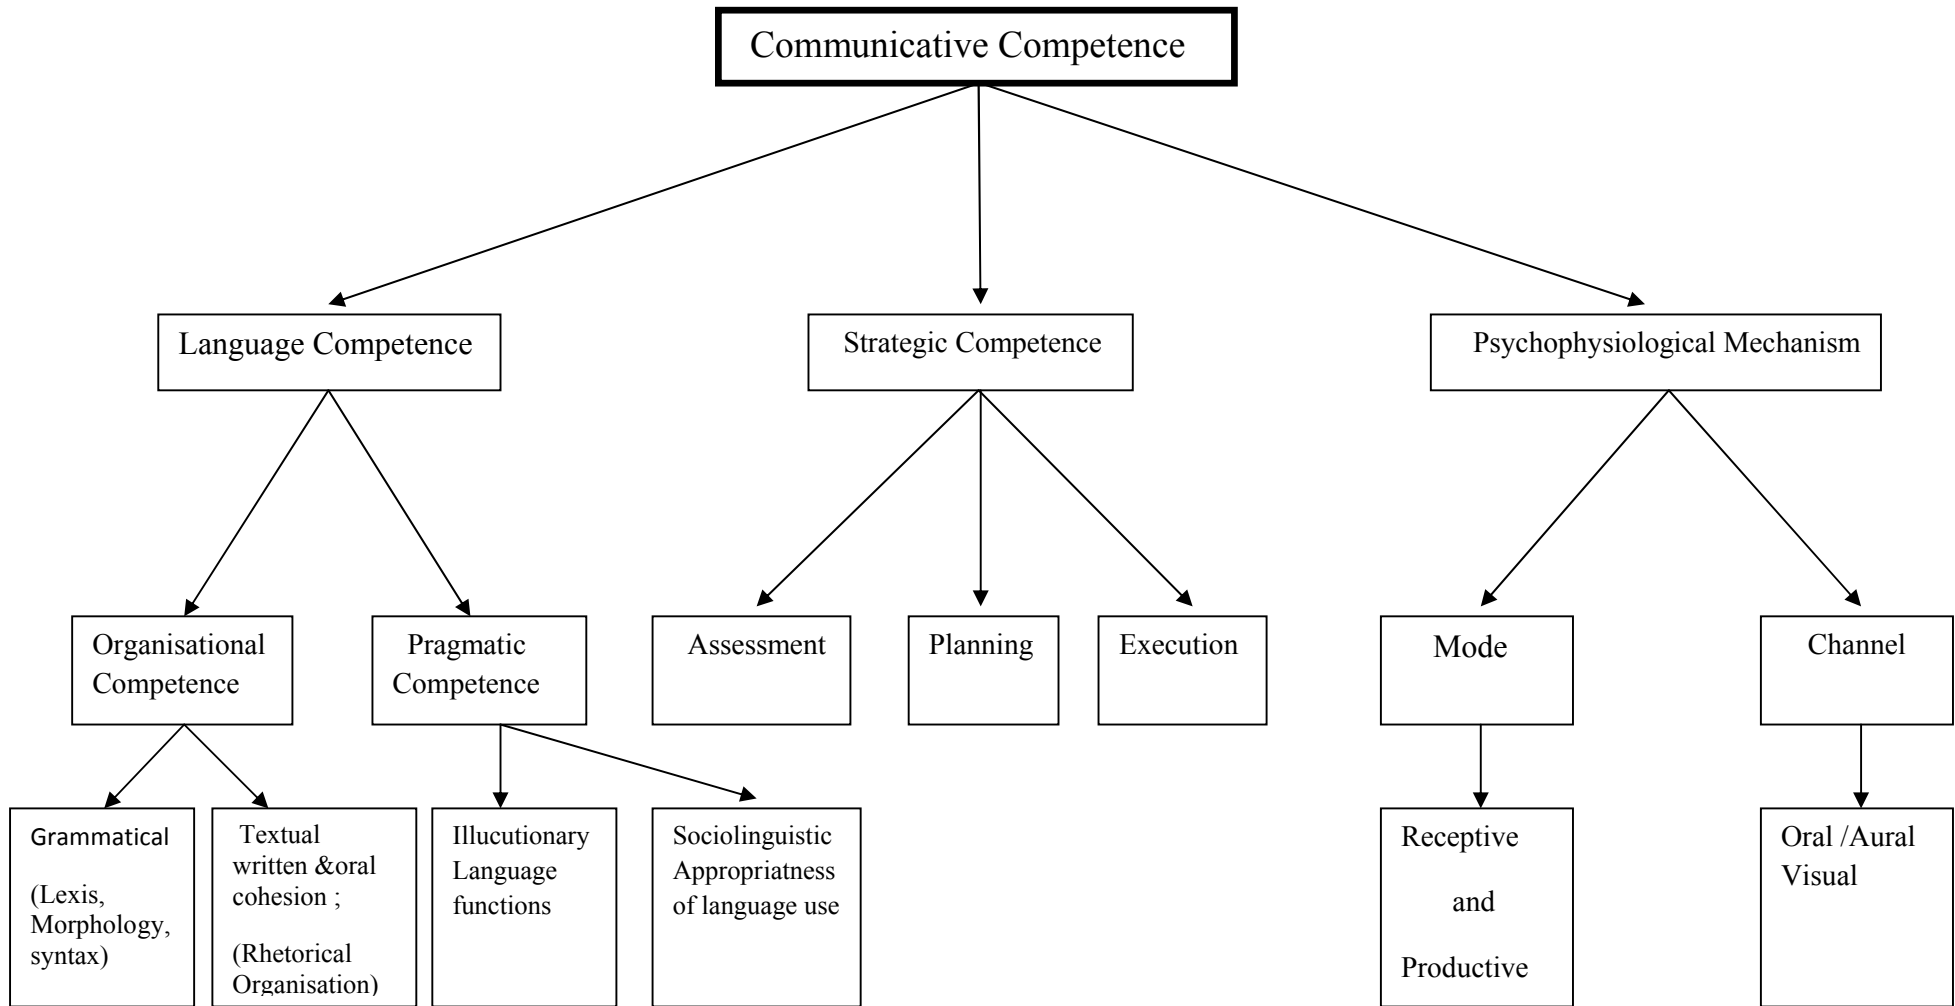 Communicative Competence
Language Competence
Strategic Competence
Psychophysiological Mechanism
Organisational
Competence
Pragmatic
Competence
Assessment
Planning
Execution
Mode
Channel
Grammatical
(Lexis,
Morphology,
syntax)
Textual
written &oral
cohesion ;
(Rhetorical
Organisation)
Illucutionary
Language
functions
Sociolinguistic
Appropriatness
of language use
Receptive
and
Productive
Oral /Aural
Visual